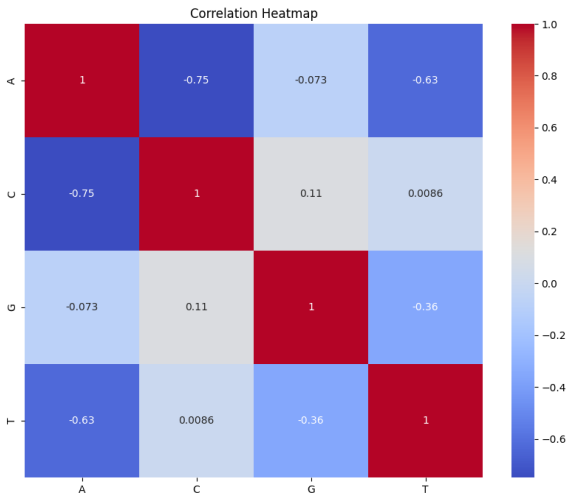 Correlation Heatmap
A 1 -0.75 -0.073 -0.63
C -0.75 1 0.11 0.0086
G -0.073 0.11 1 -0.36
T -0.63 0.0086 -0.36 1
A C G T
1.0
0.8
0.6
0.4
0.2
0.0
−0.2
−0.4
−0.6